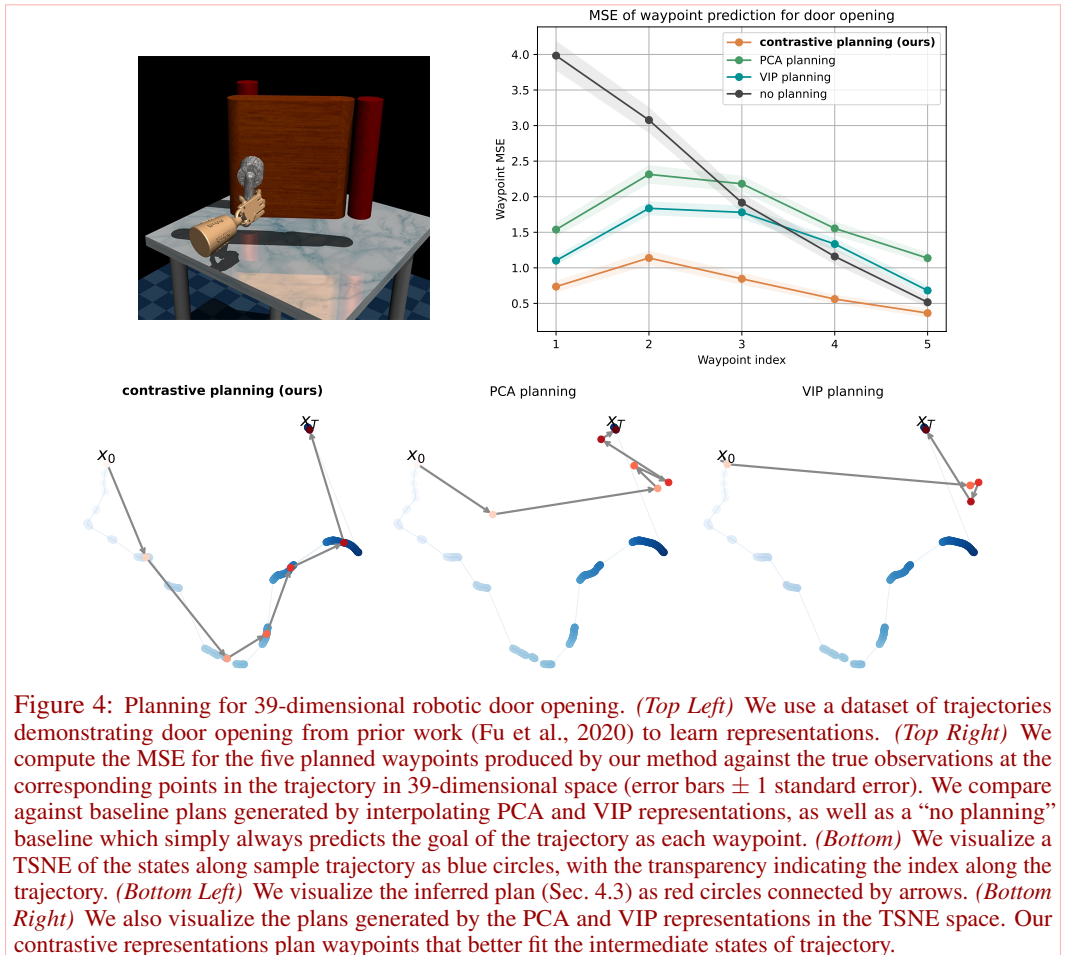 MSE of waypoint prediction for door opening
contrastive planning (ours)
PCA planning
VIP planning
no planning
Waypoint MSE
4.0
3.5
3.0
2.5
2.0
1.5
1.0
0.5
1 2 3 4 5
Waypoint index
contrastive planning (ours)
x0
xT
PCA planning
x0
xT
VIP planning
x0
xT
Figure 4: Planning for 39-dimensional robotic door opening. (Top Left) We use a dataset of trajectories
demonstrating door opening from prior work (Fu et al., 2020) to learn representations. (Top Right) We
compute the MSE for the five planned waypoints produced by our method against the true observations at the
corresponding points in the trajectory in 39-dimensional space (error bars ± 1 standard error). We compare
against baseline plans generated by interpolating PCA and VIP representations, as well as a “no planning”
baseline which simply always predicts the goal of the trajectory as each waypoint. (Bottom) We visualize a
TSNE of the states along sample trajectory as blue circles, with the transparency indicating the index along the
trajectory. (Bottom Left) We visualize the inferred plan (Sec. 4.3) as red circles connected by arrows. (Bottom
Right) We also visualize the plans generated by the PCA and VIP representations in the TSNE space. Our
contrastive representations plan waypoints that better fit the intermediate states of trajectory.